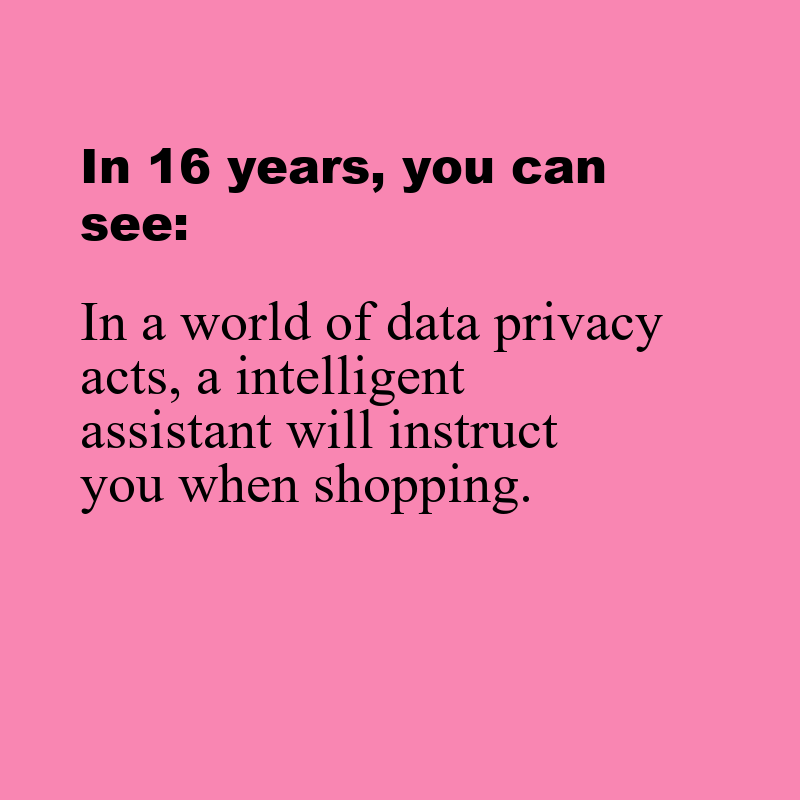 In 16 years, you can
see:
In a world of data privacy
acts, a intelligent
assistant will instruct
you when shopping.